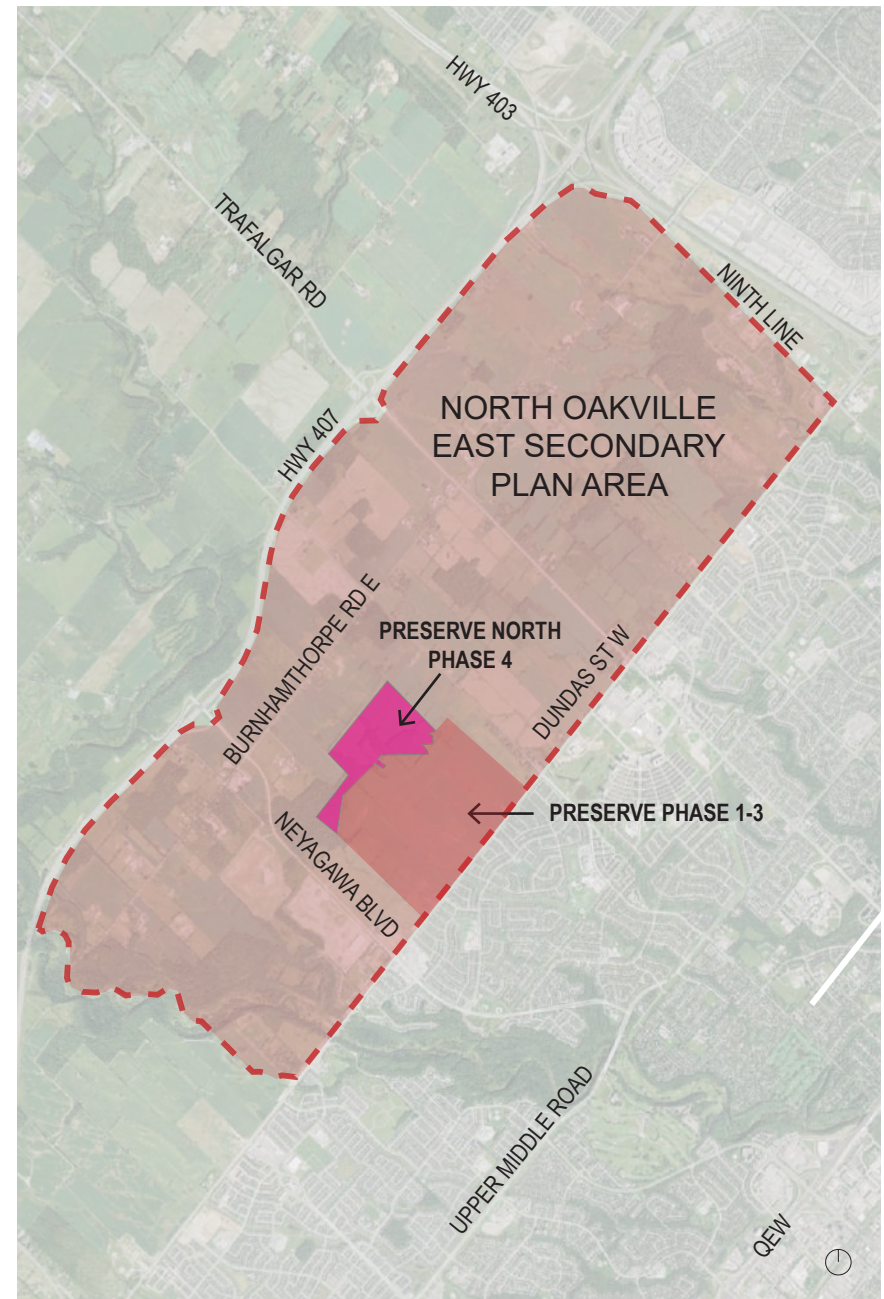 HWY 403
TRAFALGAR RD
NINTH LINE
NORTH OAKVILLE
EAST SECONDARY
PLAN AREA
HWY 407
BURNHAMTHORPE RD E
PRESERVE NORTH
PHASE 4
DUNDAS ST W
PRESERVE PHASE 1-3
NEYAGAWA BLVD
UPPER MIDDLE ROAD
QEW